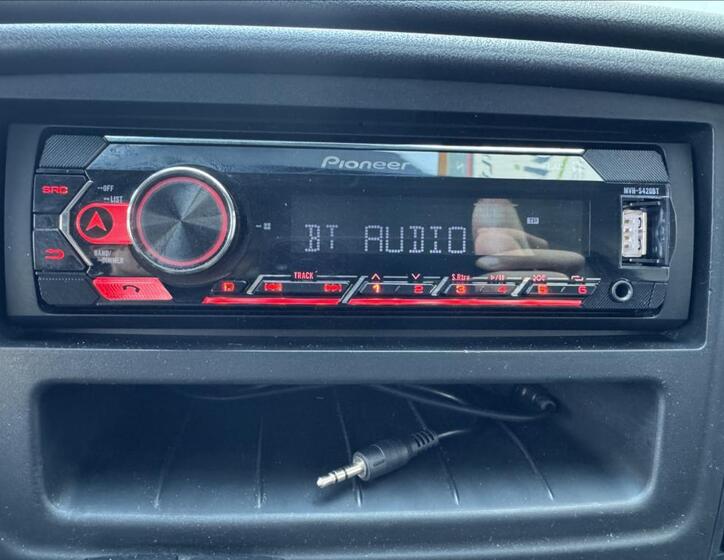 Pioneer
SRC
OFF
LIST
MVH-S420BT
BT AUDIO
BAND/
DIMMER
TRACK
S.Rtrv
D
1
2
3
4
5
6